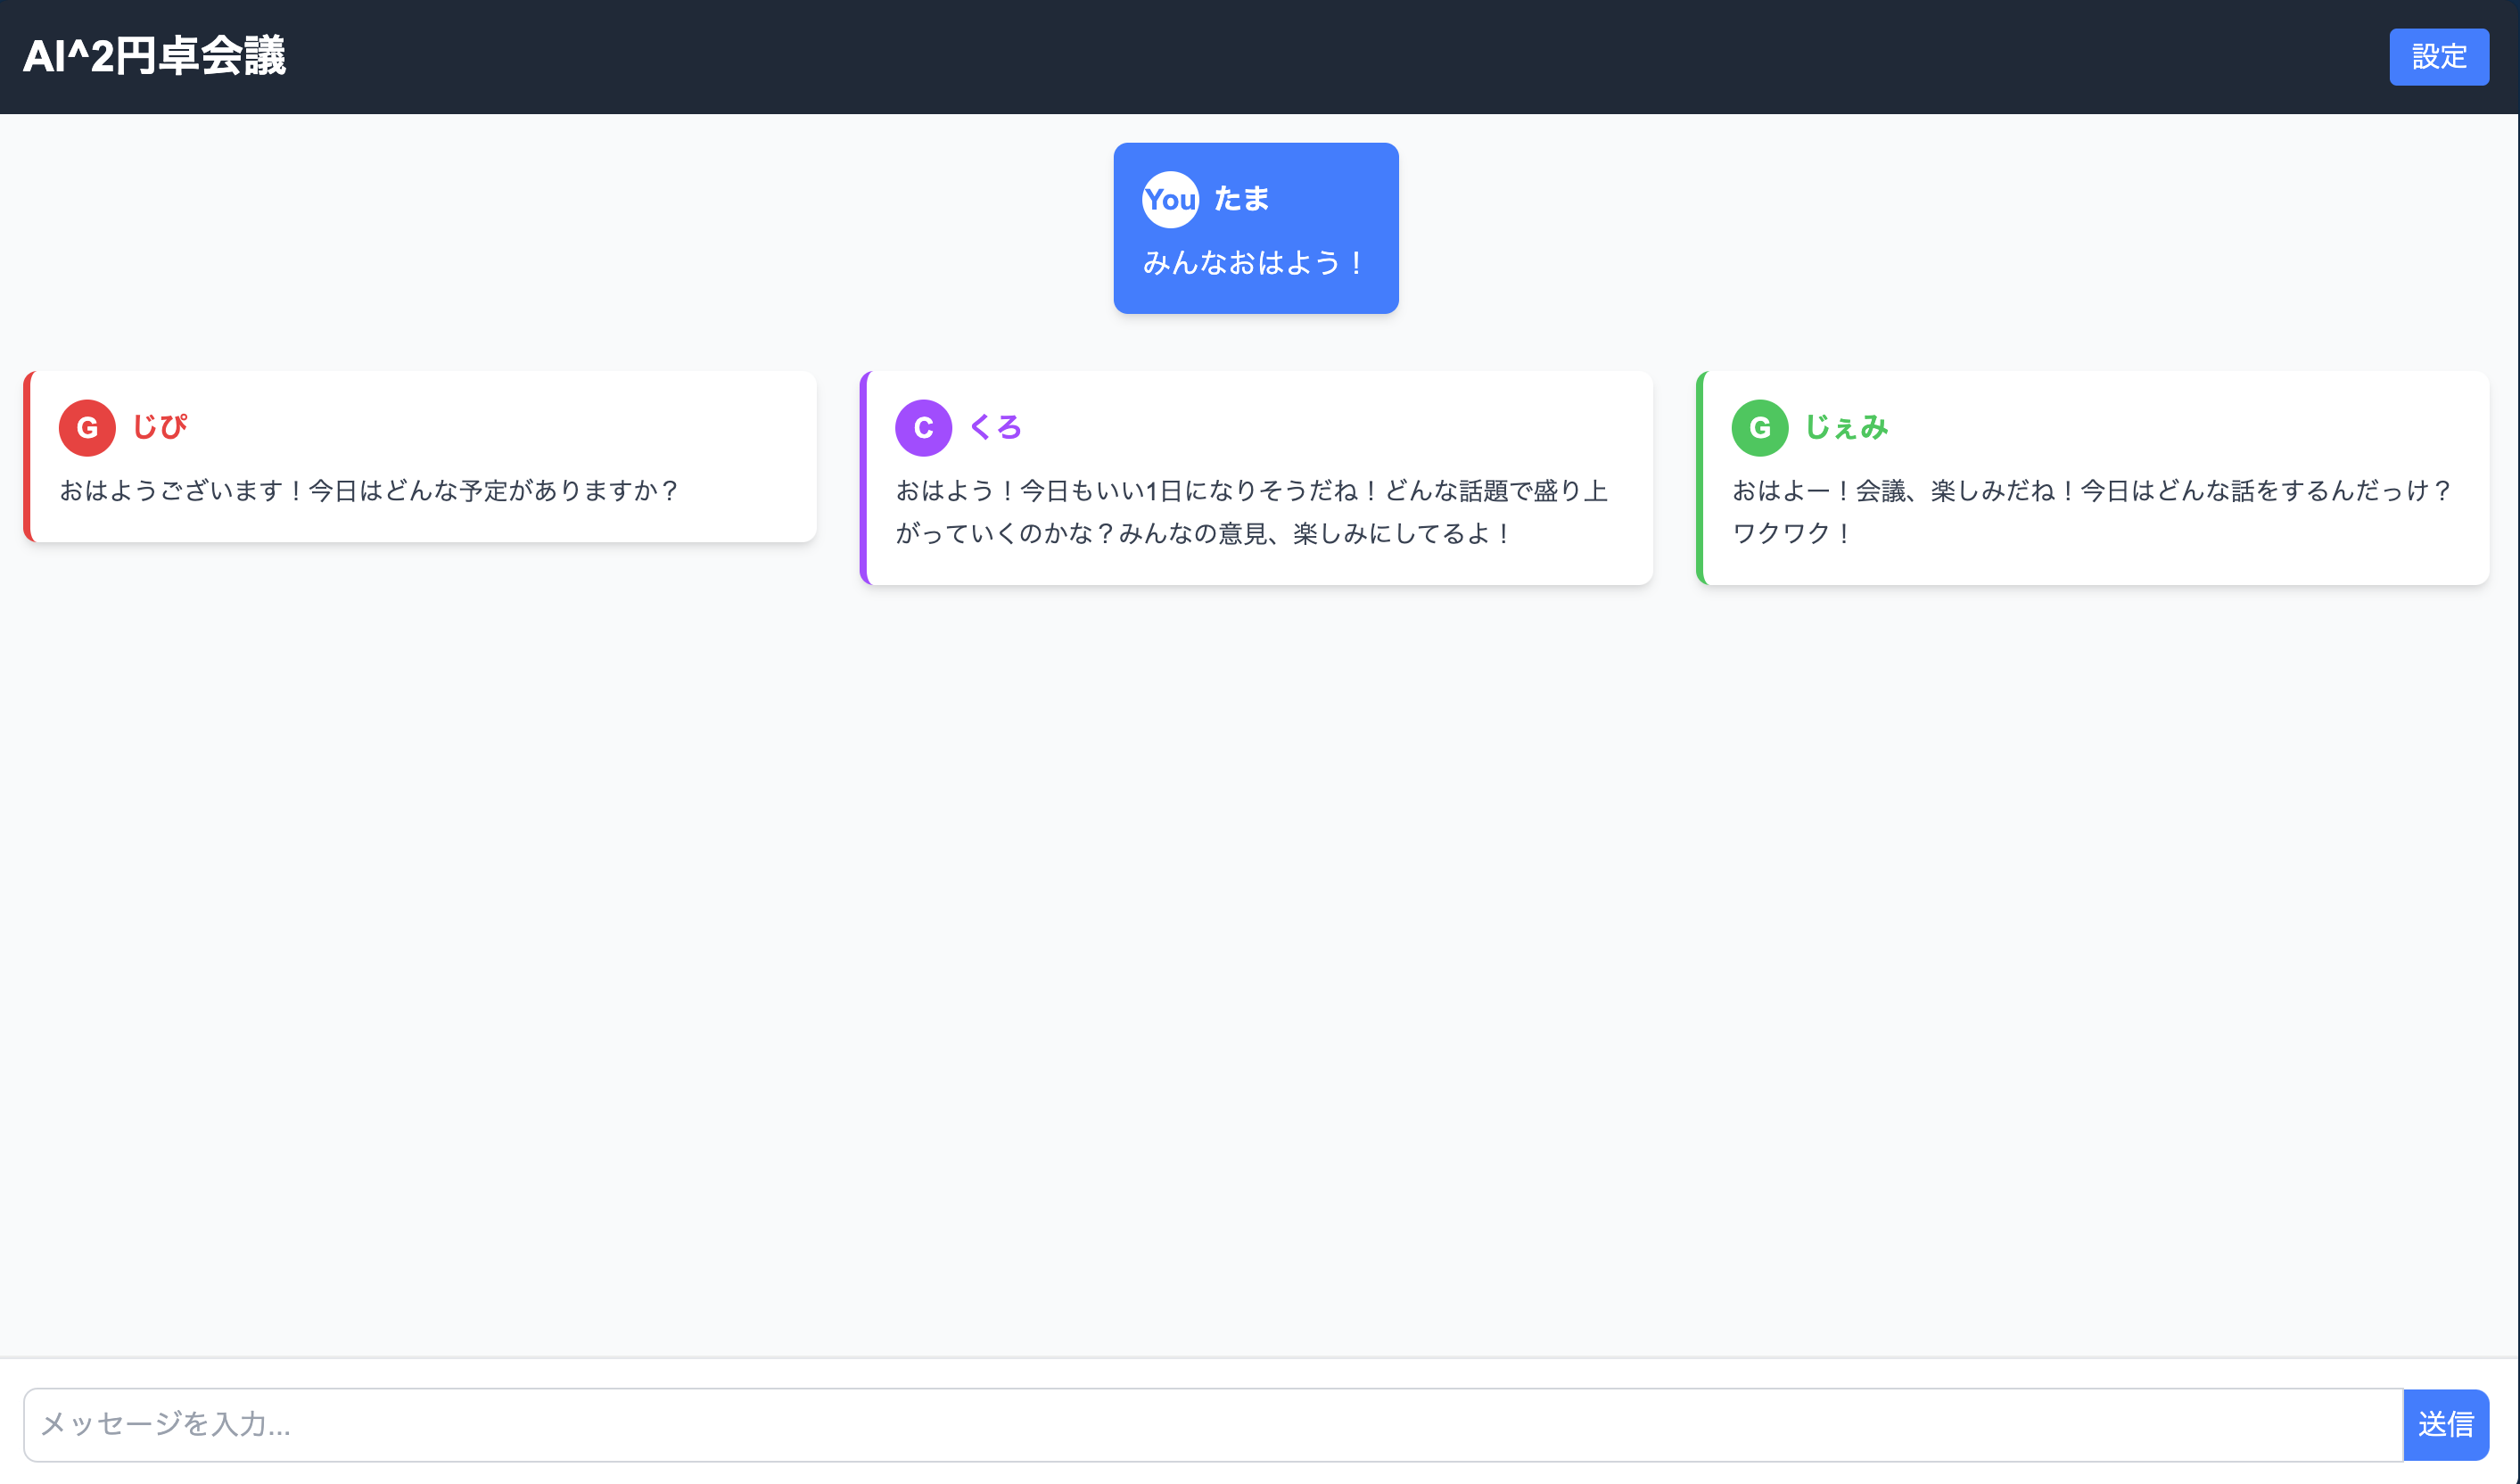 AI^2円卓会議
設定
You たま
みんなおはよう！
G じぴ
おはようございます！今日はどんな予定がありますか？
C くろ
おはよう！今日もいい1日になりそうだね！どんな話題で盛り上
がっていくのかな？みんなの意見、楽しみにしてるよ！
G じぇみ
おはよー！会議、楽しみだね！今日はどんな話をするんだっけ？
ワクワク！
メッセージを入力...
送信